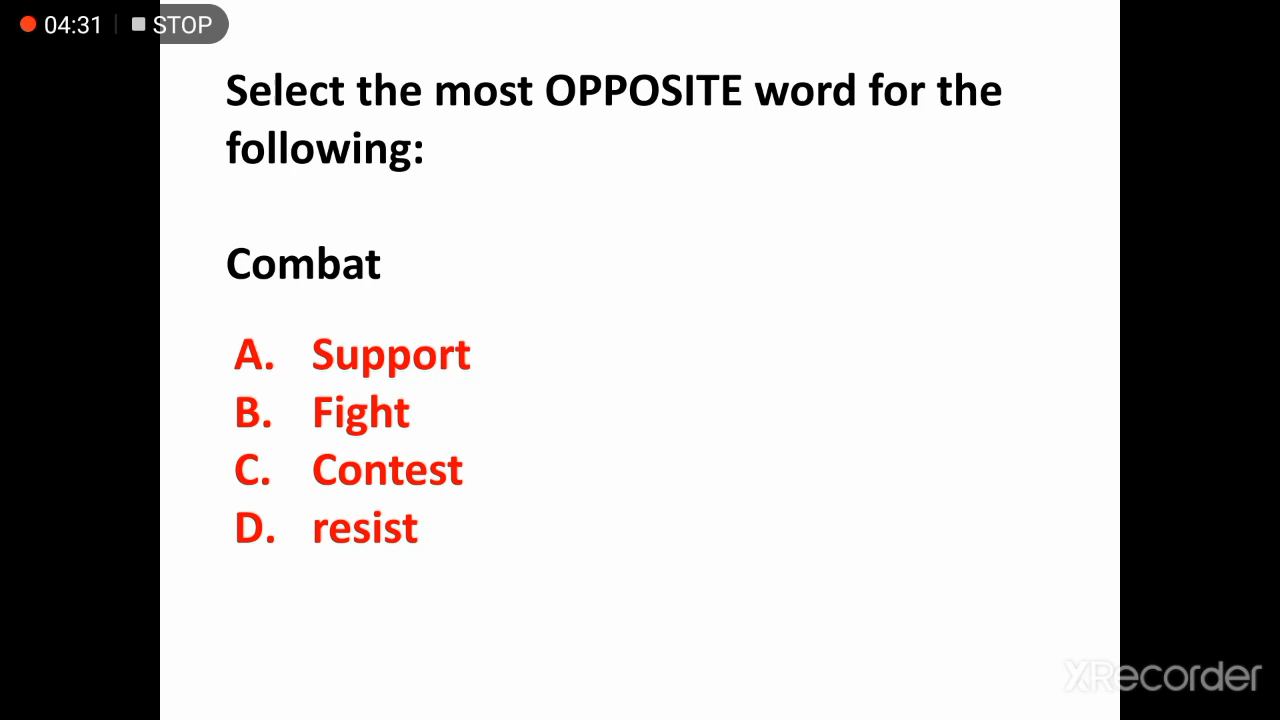 04:31 STOP
Select the most OPPOSITE word for the
following:
Combat
A. Support
B. Fight
C. Contest
D. resist
XRecorder